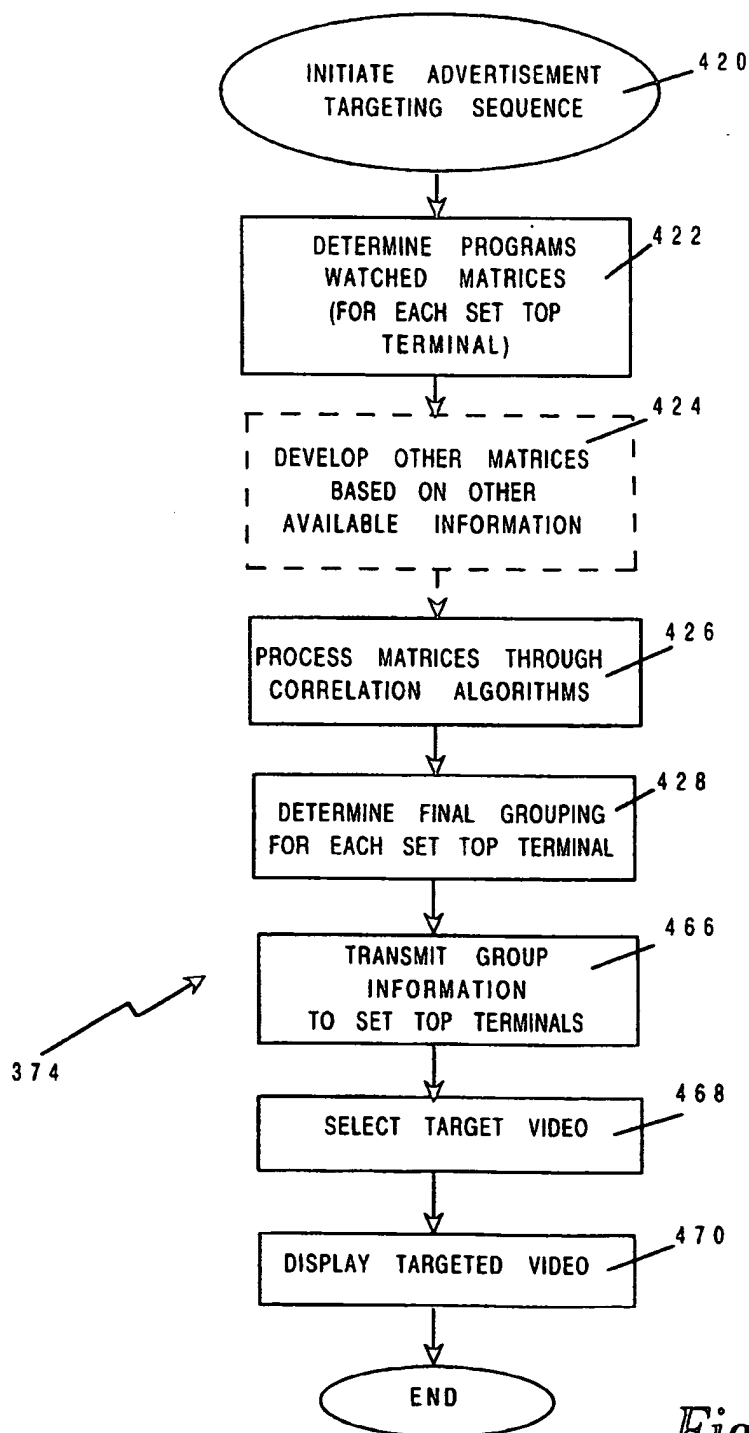 INITIATE ADVERTISEMENT
TARGETING SEQUENCE
420
DETERMINE PROGRAMS
WATCHED MATRICES
(FOR EACH SET TOP
TERMINAL)
422
DEVELOP OTHER MATRICES
BASED ON OTHER
AVAILABLE INFORMATION
424
PROCESS MATRICES THROUGH
CORRELATION ALGORITHMS
426
DETERMINE FINAL GROUPING
FOR EACH SET TOP TERMINAL
428
TRANSMIT GROUP
INFORMATION
TO SET TOP TERMINALS
466
374
SELECT TARGET VIDEO
468
DISPLAY TARGETED VIDEO
470
END
Fig